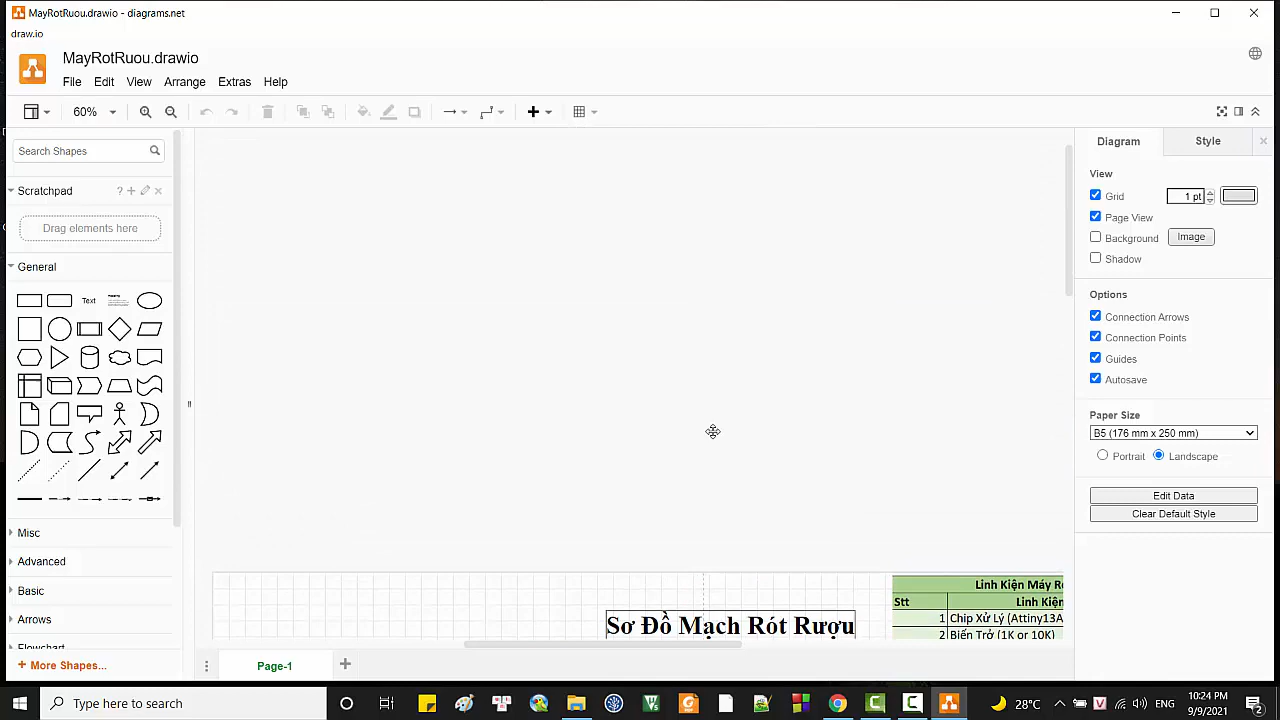 MayRotRuou.drawio - diagrams.net
draw.io
MayRotRuou.drawio
File Edit View Arrange Extras Help
60%
Search Shapes
Scratchpad
?
Drag elements here
General
Text
Misc
Advanced
Basic
Arrows
Flowchart
+ More Shapes...
Sơ Đồ Mạch Rót Rượu
Linh Kiện Máy R
Stt Linh Kiện
1 Chip Xử Lý (Attiny13A
2 Biến Trở (1K or 10K)
Page-1
Diagram Style
View
Grid 1 pt
Page View
Background Image
Shadow
Options
Connection Arrows
Connection Points
Guides
Autosave
Paper Size
B5 (176 mm x 250 mm)
Portrait Landscape
Edit Data
Clear Default Style
Type here to search
28°C
ENG
10:24 PM
9/9/2021
2